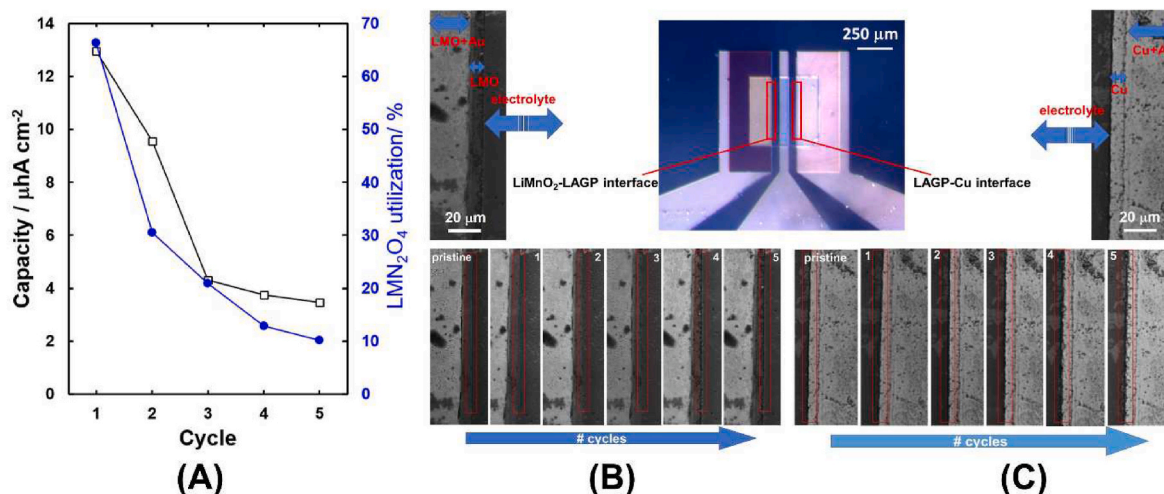 14
12
10
8
6
4
2
0
Capacity / μhA cm⁻²
70
60
50
40
30
20
10
0
LMN₂O₄ utilization/ %
1 2 3 4 5
Cycle
(A)
LMO+Au
LMO
electrolyte
20 μm
250 μm
LiMnO₂-LAGP interface
LAGP-Cu interface
Cu+A
Cu
electrolyte
20 μm
pristine 1 2 3 4 5
# cycles
(B)
pristine 1 2 3 4 5
# cycles
(C)